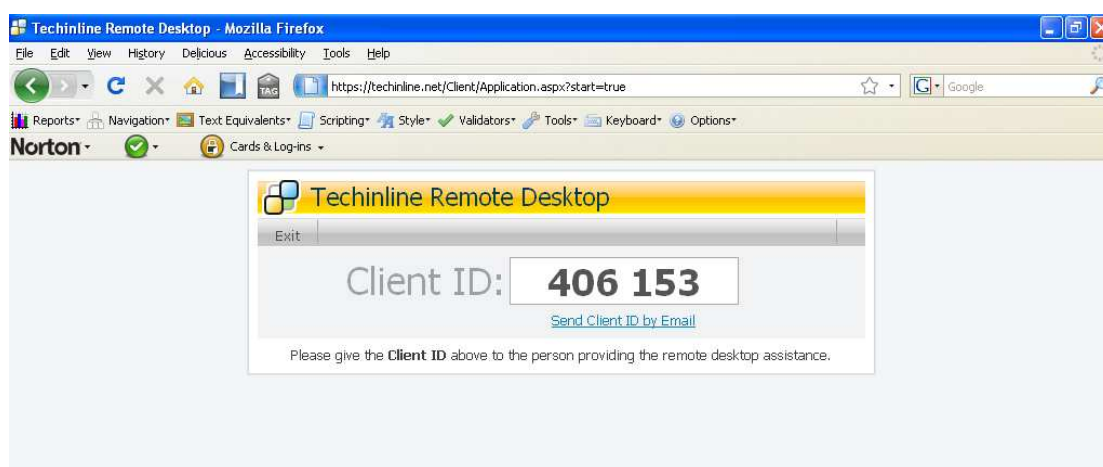 Techinline Remote Desktop - Mozilla Firefox
File Edit View History Delicious Accessibility Tools Help
TAG https://techinline.net/Client/Application.aspx?start=true G Google
Reports Navigation Text Equivalents Scripting Style Validators Tools Keyboard Options
Norton Cards & Log-ins
Techinline Remote Desktop
Exit
Client ID: 406 153
Send Client ID by Email
Please give the Client ID above to the person providing the remote desktop assistance.